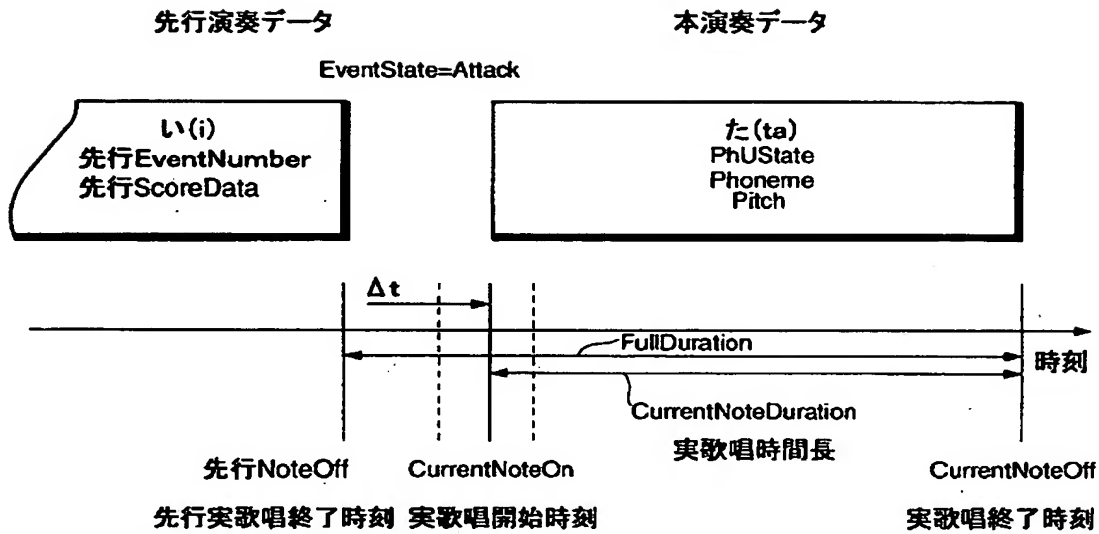 先行演奏データ
本演奏データ
EventState=Attack
い(i)
先行EventNumber
先行ScoreData
た(ta)
PhUState
Phoneme
Pitch
Δt
FullDuration
時刻
CurrentNoteDuration
実歌唱時間長
先行NoteOff
CurrentNoteOn
CurrentNoteOff
先行実歌唱終了時刻
実歌唱開始時刻
実歌唱終了時刻